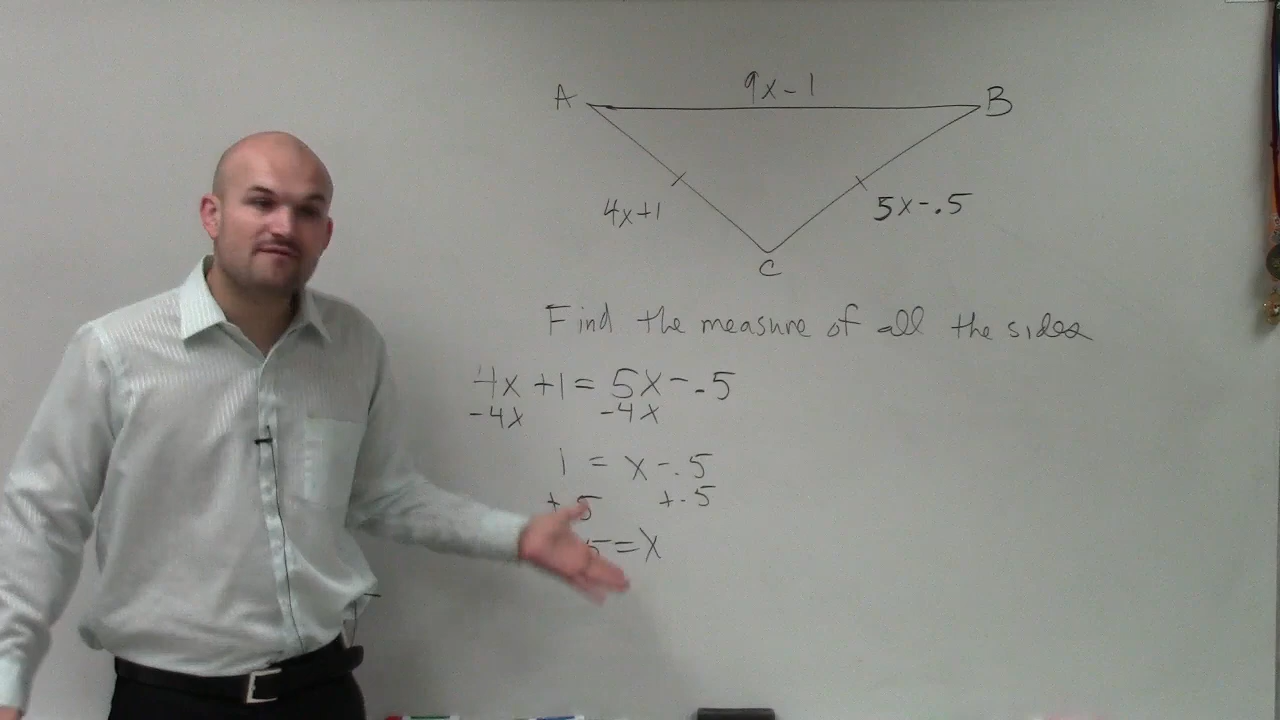 9x-1
A
B
4x+1
5x-.5
C
Find the measure of all the sides
4x +1 = 5x-.5
-4x -4x
1 = x-.5
+.5
5=x